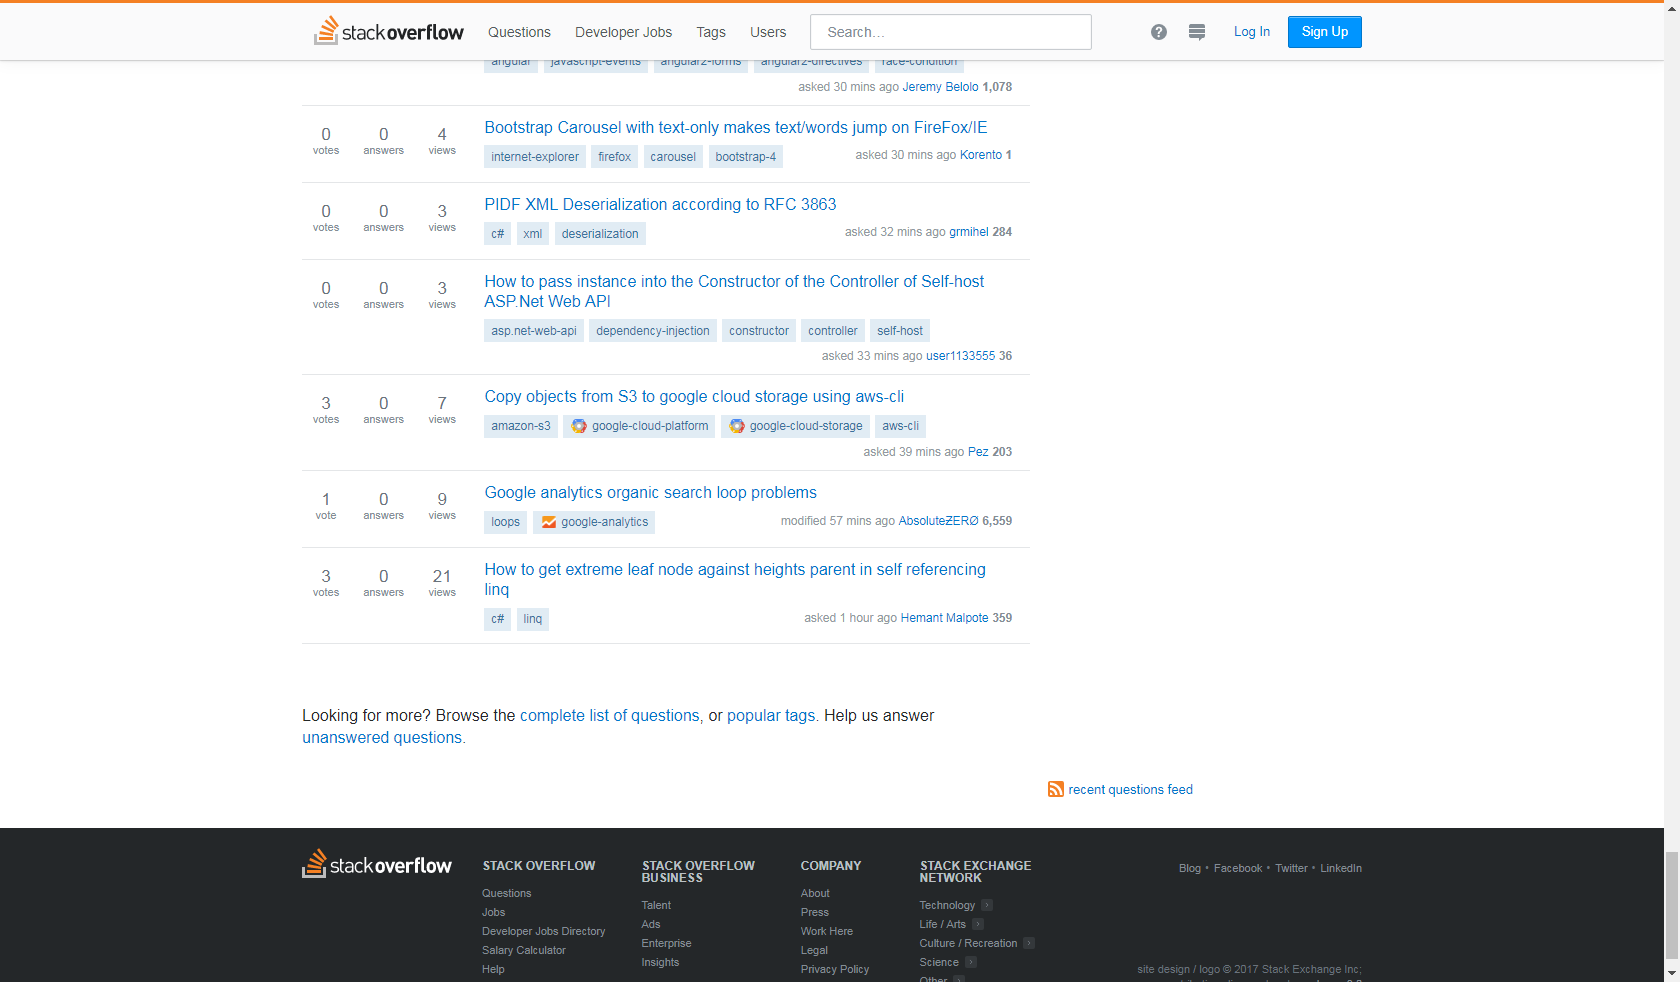 stackoverflow Questions Developer Jobs Tags Users Search... Log In Sign Up
angular javascript-events angular2-forms angular2-directives race-condition
asked 30 mins ago Jeremy Belolo 1,078
0 votes 0 answers 4 views
Bootstrap Carousel with text-only makes text/words jump on FireFox/IE
internet-explorer firefox carousel bootstrap-4
asked 30 mins ago Korento 1
0 votes 0 answers 3 views
PIDF XML Deserialization according to RFC 3863
c# xml deserialization
asked 32 mins ago grmihel 284
0 votes 0 answers 3 views
How to pass instance into the Constructor of the Controller of Self-host
ASP.Net Web API
asp.net-web-api dependency-injection constructor controller self-host
asked 33 mins ago user1133555 36
3 votes 0 answers 7 views
Copy objects from S3 to google cloud storage using aws-cli
amazon-s3 google-cloud-platform google-cloud-storage aws-cli
asked 39 mins ago Pez 203
1 vote 0 answers 9 views
Google analytics organic search loop problems
loops google-analytics
modified 57 mins ago AbsoluteƵERØ 6,559
3 votes 0 answers 21 views
How to get extreme leaf node against heights parent in self referencing
linq
c# linq
asked 1 hour ago Hemant Malpote 359
Looking for more? Browse the complete list of questions, or popular tags. Help us answer
unanswered questions.
recent questions feed
stackoverflow
STACK OVERFLOW
Questions
Jobs
Developer Jobs Directory
Salary Calculator
Help
STACK OVERFLOW
BUSINESS
Talent
Ads
Enterprise
Insights
COMPANY
About
Press
Work Here
Legal
Privacy Policy
STACK EXCHANGE
NETWORK
Technology
Life / Arts
Culture / Recreation
Science
Other
Blog • Facebook • Twitter • LinkedIn
site design / logo © 2017 Stack Exchange Inc;